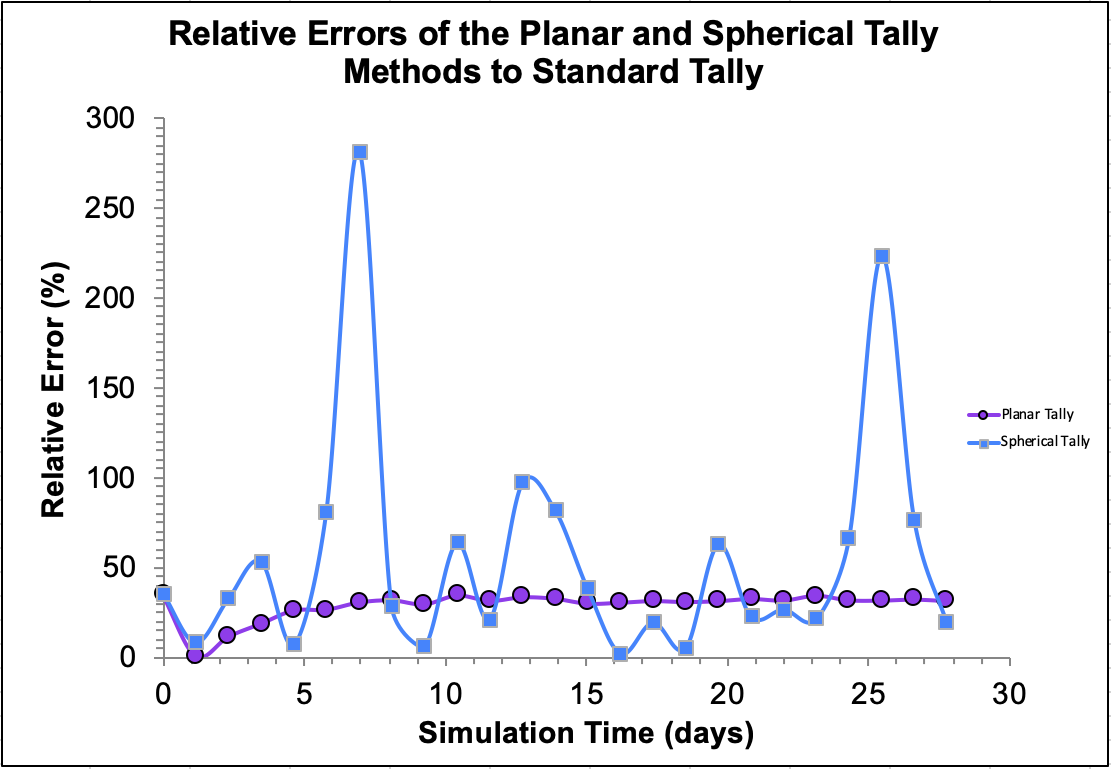 Relative Errors of the Planar and Spherical Tally
Methods to Standard Tally
300
250
200
150
100
50
0
Relative Error (%)
0 5 10 15 20 25 30
Simulation Time (days)
Planar Tally
Spherical Tally